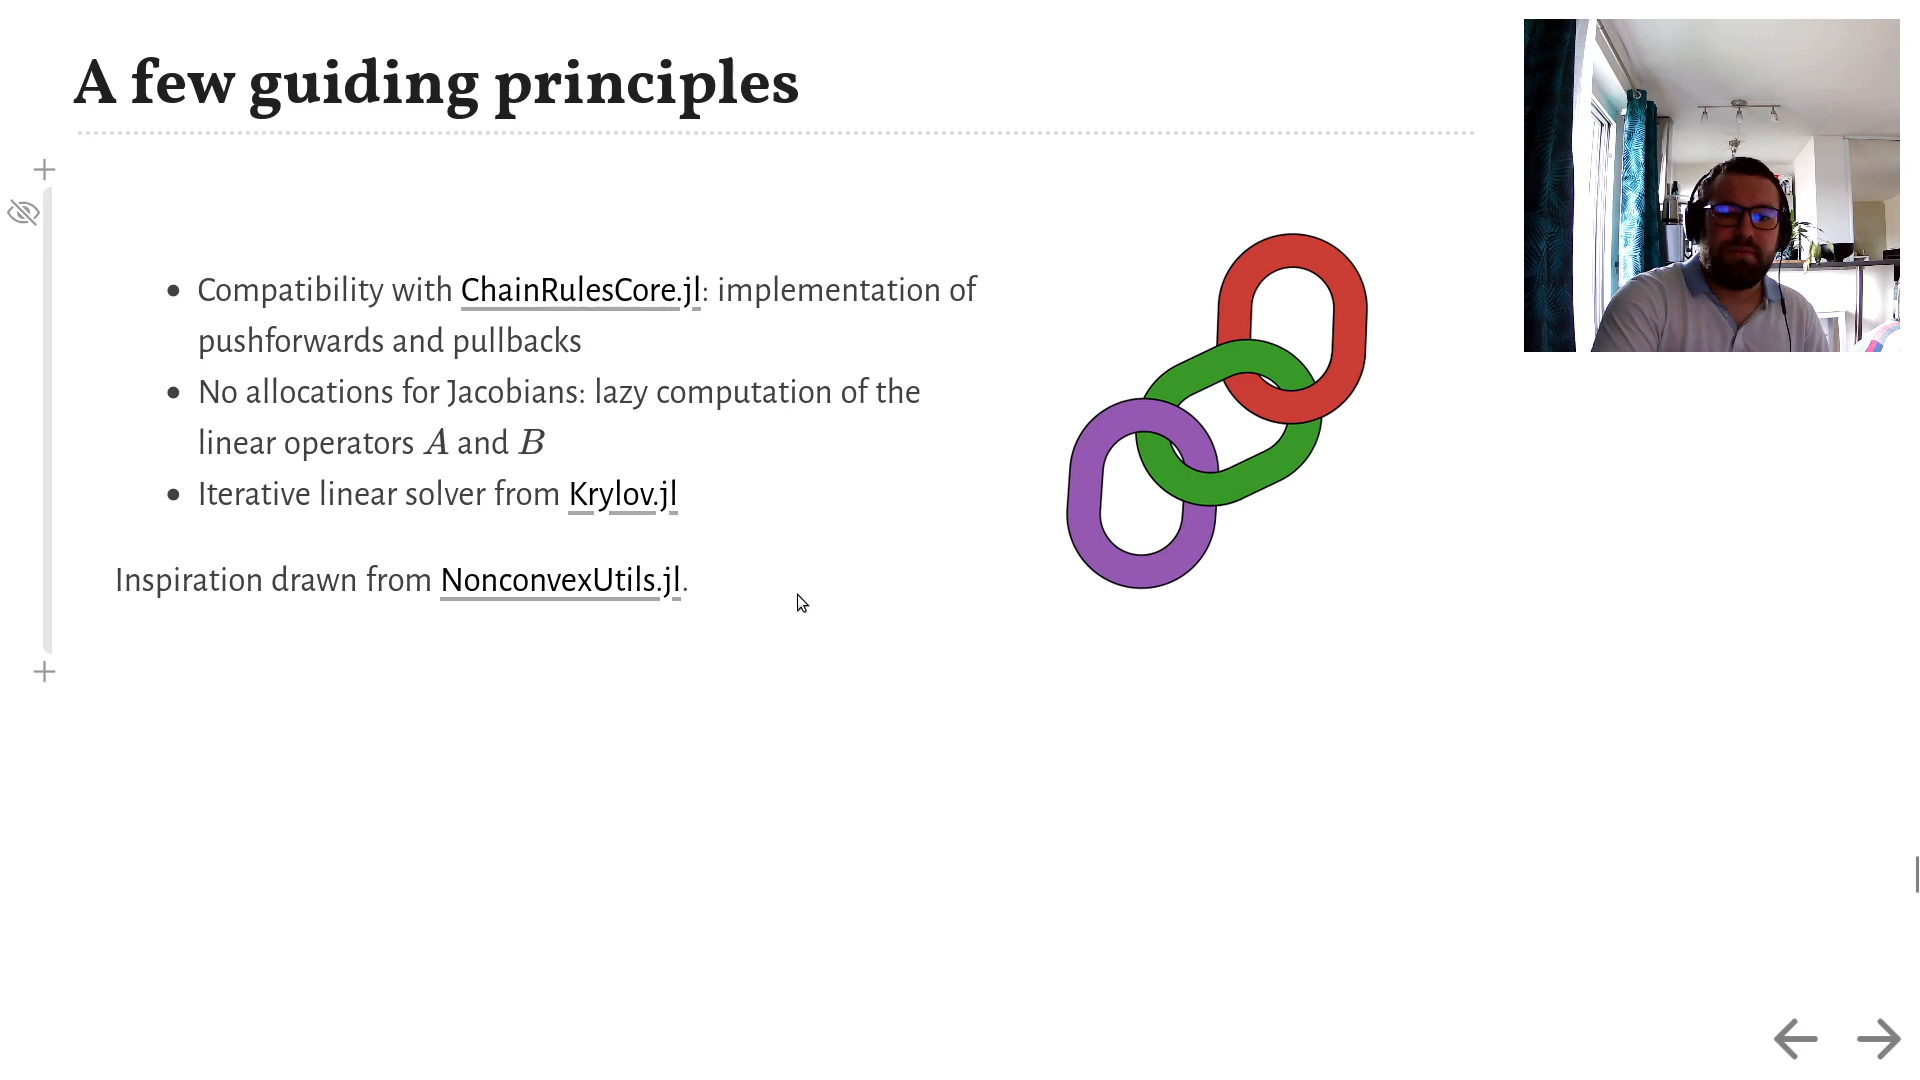 A few guiding principles
Compatibility with ChainRulesCore.jl: implementation of
pushforwards and pullbacks
No allocations for Jacobians: lazy computation of the
linear operators A and B
Iterative linear solver from Krylov.jl
Inspiration drawn from NonconvexUtils.jl.